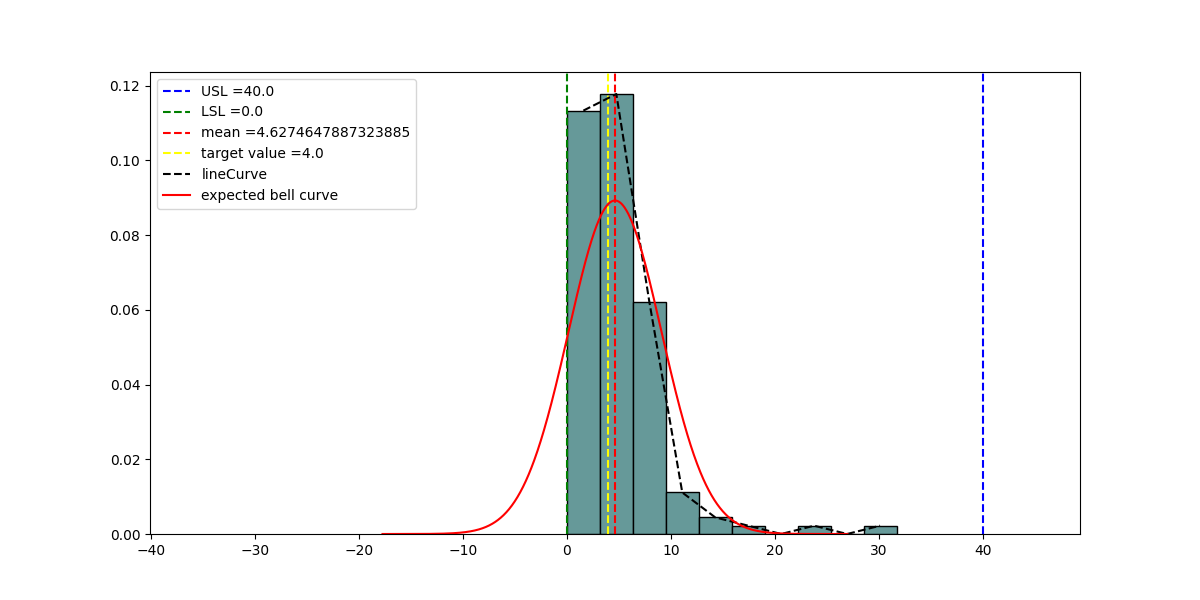 USL =40.0
LSL =0.0
mean =4.6274647887323885
target value =4.0
lineCurve
expected bell curve
0.12
0.10
0.08
0.06
0.04
0.02
0.00
−40 −30 −20 −10 0 10 20 30 40